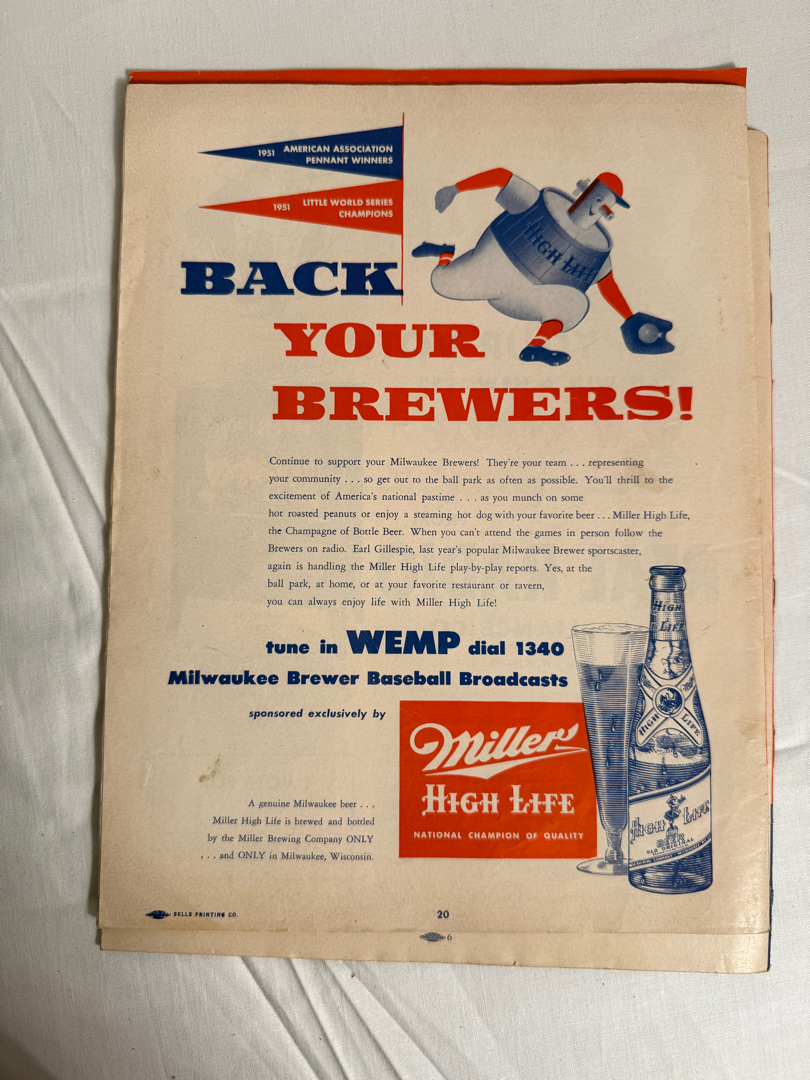 1951 AMERICAN ASSOCIATION
PENNANT WINNERS
1951 LITTLE WORLD SERIES
CHAMPIONS
HIGH LIFE
BACK
YOUR
BREWERS!
Continue to support your Milwaukee Brewers! They're your team . . . representing
your community . . . so get out to the ball park as often as possible. You'll thrill to the
excitement of America's national pastime . . . as you munch on some
hot roasted peanuts or enjoy a steaming hot dog with your favorite beer . . . Miller High Life,
the Champagne of Bottle Beer. When you can't attend the games in person follow the
Brewers on radio. Earl Gillespie, last year's popular Milwaukee Brewer sportscaster,
again is handling the Miller High Life play-by-play reports. Yes, at the
ball park, at home, or at your favorite restaurant or tavern,
you can always enjoy life with Miller High Life!
tune in WEMP dial 1340
Milwaukee Brewer Baseball Broadcasts
sponsored exclusively by
Miller
HIGH LIFE
NATIONAL CHAMPION OF QUALITY
HIGH
LIFE
HIGH LIFE
HIGH LIFE
BEER
A genuine Milwaukee beer . . .
Miller High Life is brewed and bottled
by the Miller Brewing Company ONLY
. . . and ONLY in Milwaukee, Wisconsin.
SELLS PRINTING CO.
20
6